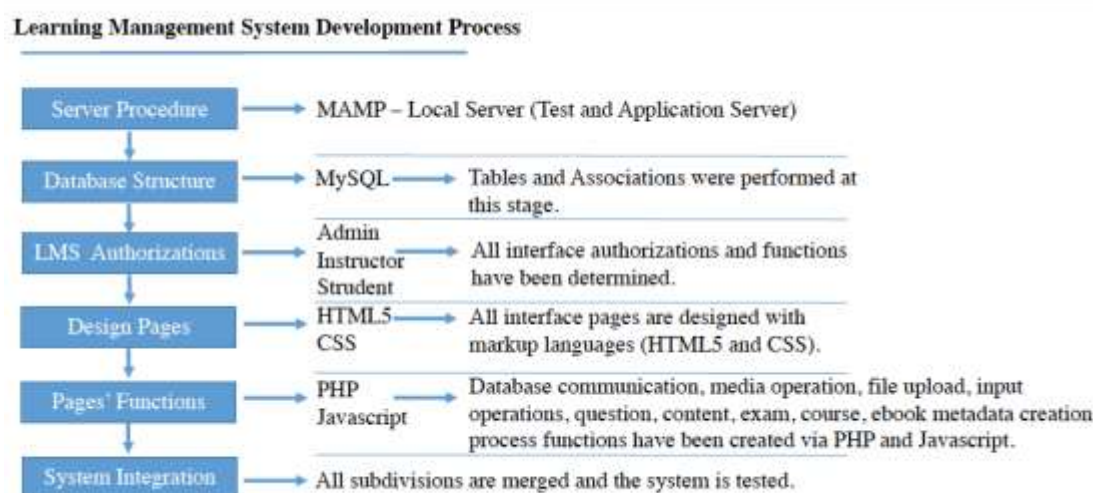 Learning Management System Development Process
Server Procedure
MAMP – Local Server (Test and Application Server)
Database Structure
MySQL
Tables and Associations were performed at
this stage.
LMS Authorizations
Admin
Instructor
Strudent
All interface authorizations and functions
have been determined.
Design Pages
HTML5
CSS
All interface pages are designed with
markup languages (HTML5 and CSS).
Pages' Functions
PHP
Javascript
Database communication, media operation, file upload, input
operations, question, content, exam, course, ebook metadata creation
process functions have been created via PHP and Javascript.
System Integration
All subdivisions are merged and the system is tested.